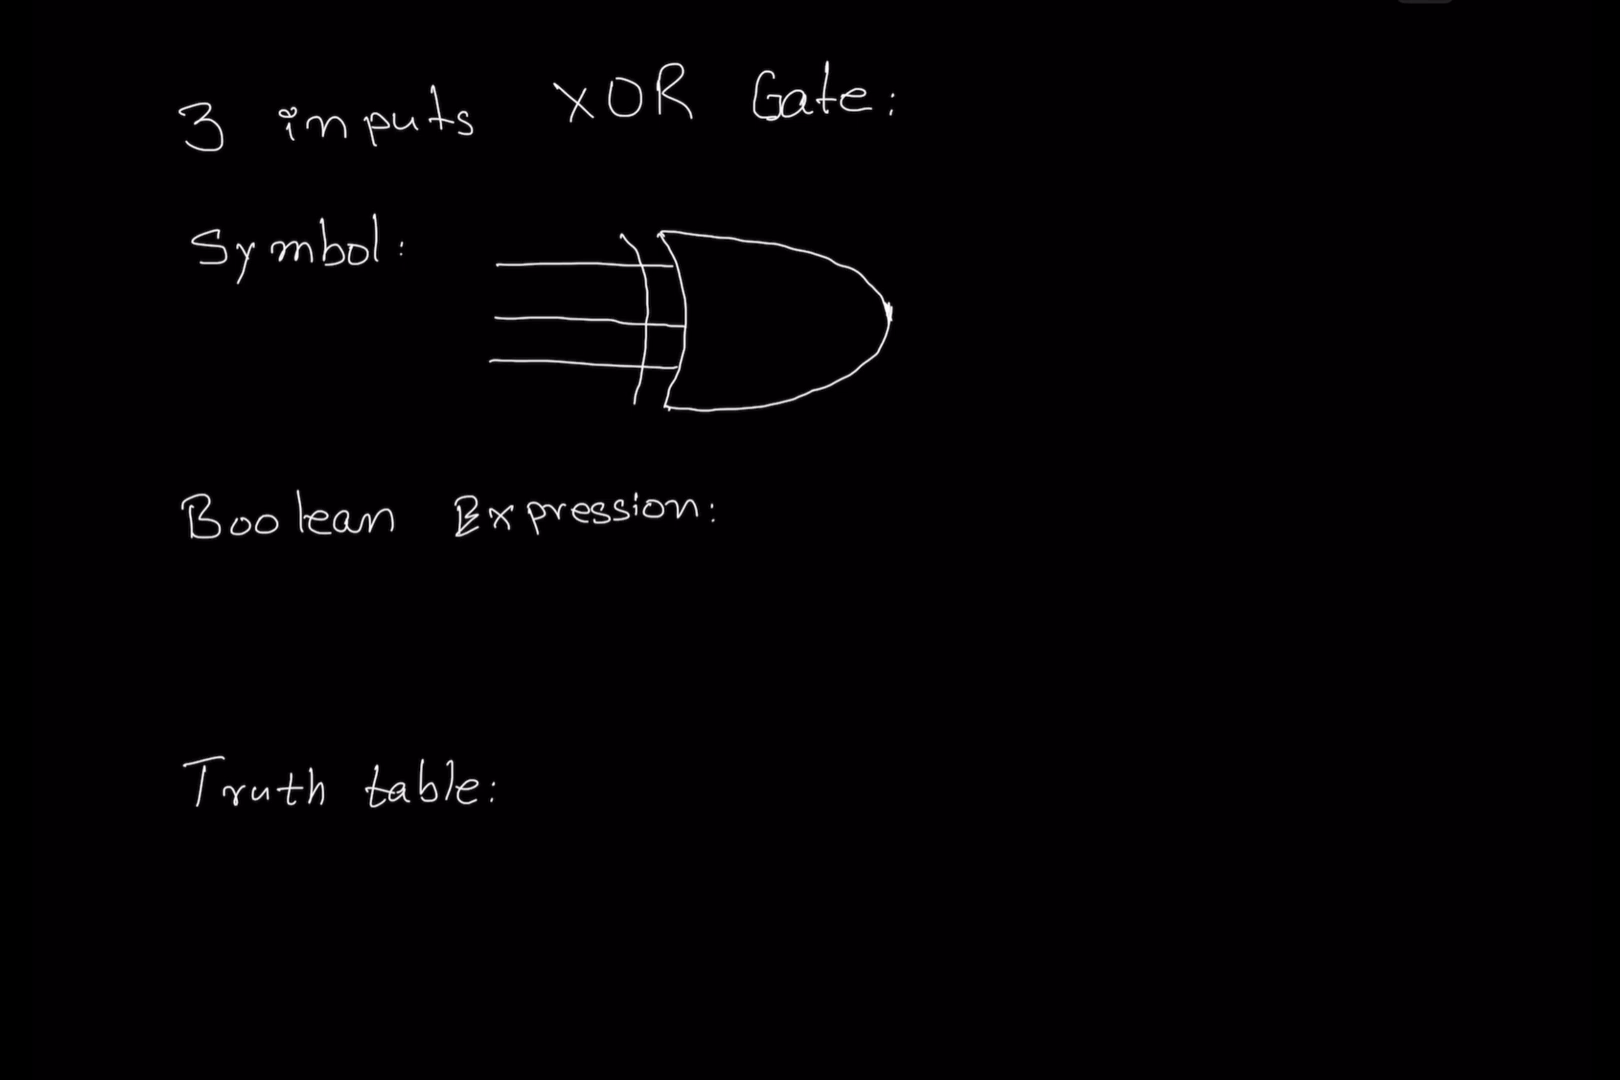 3 inputs XOR Gate:
Symbol:
Boolean Expression:
Truth table: